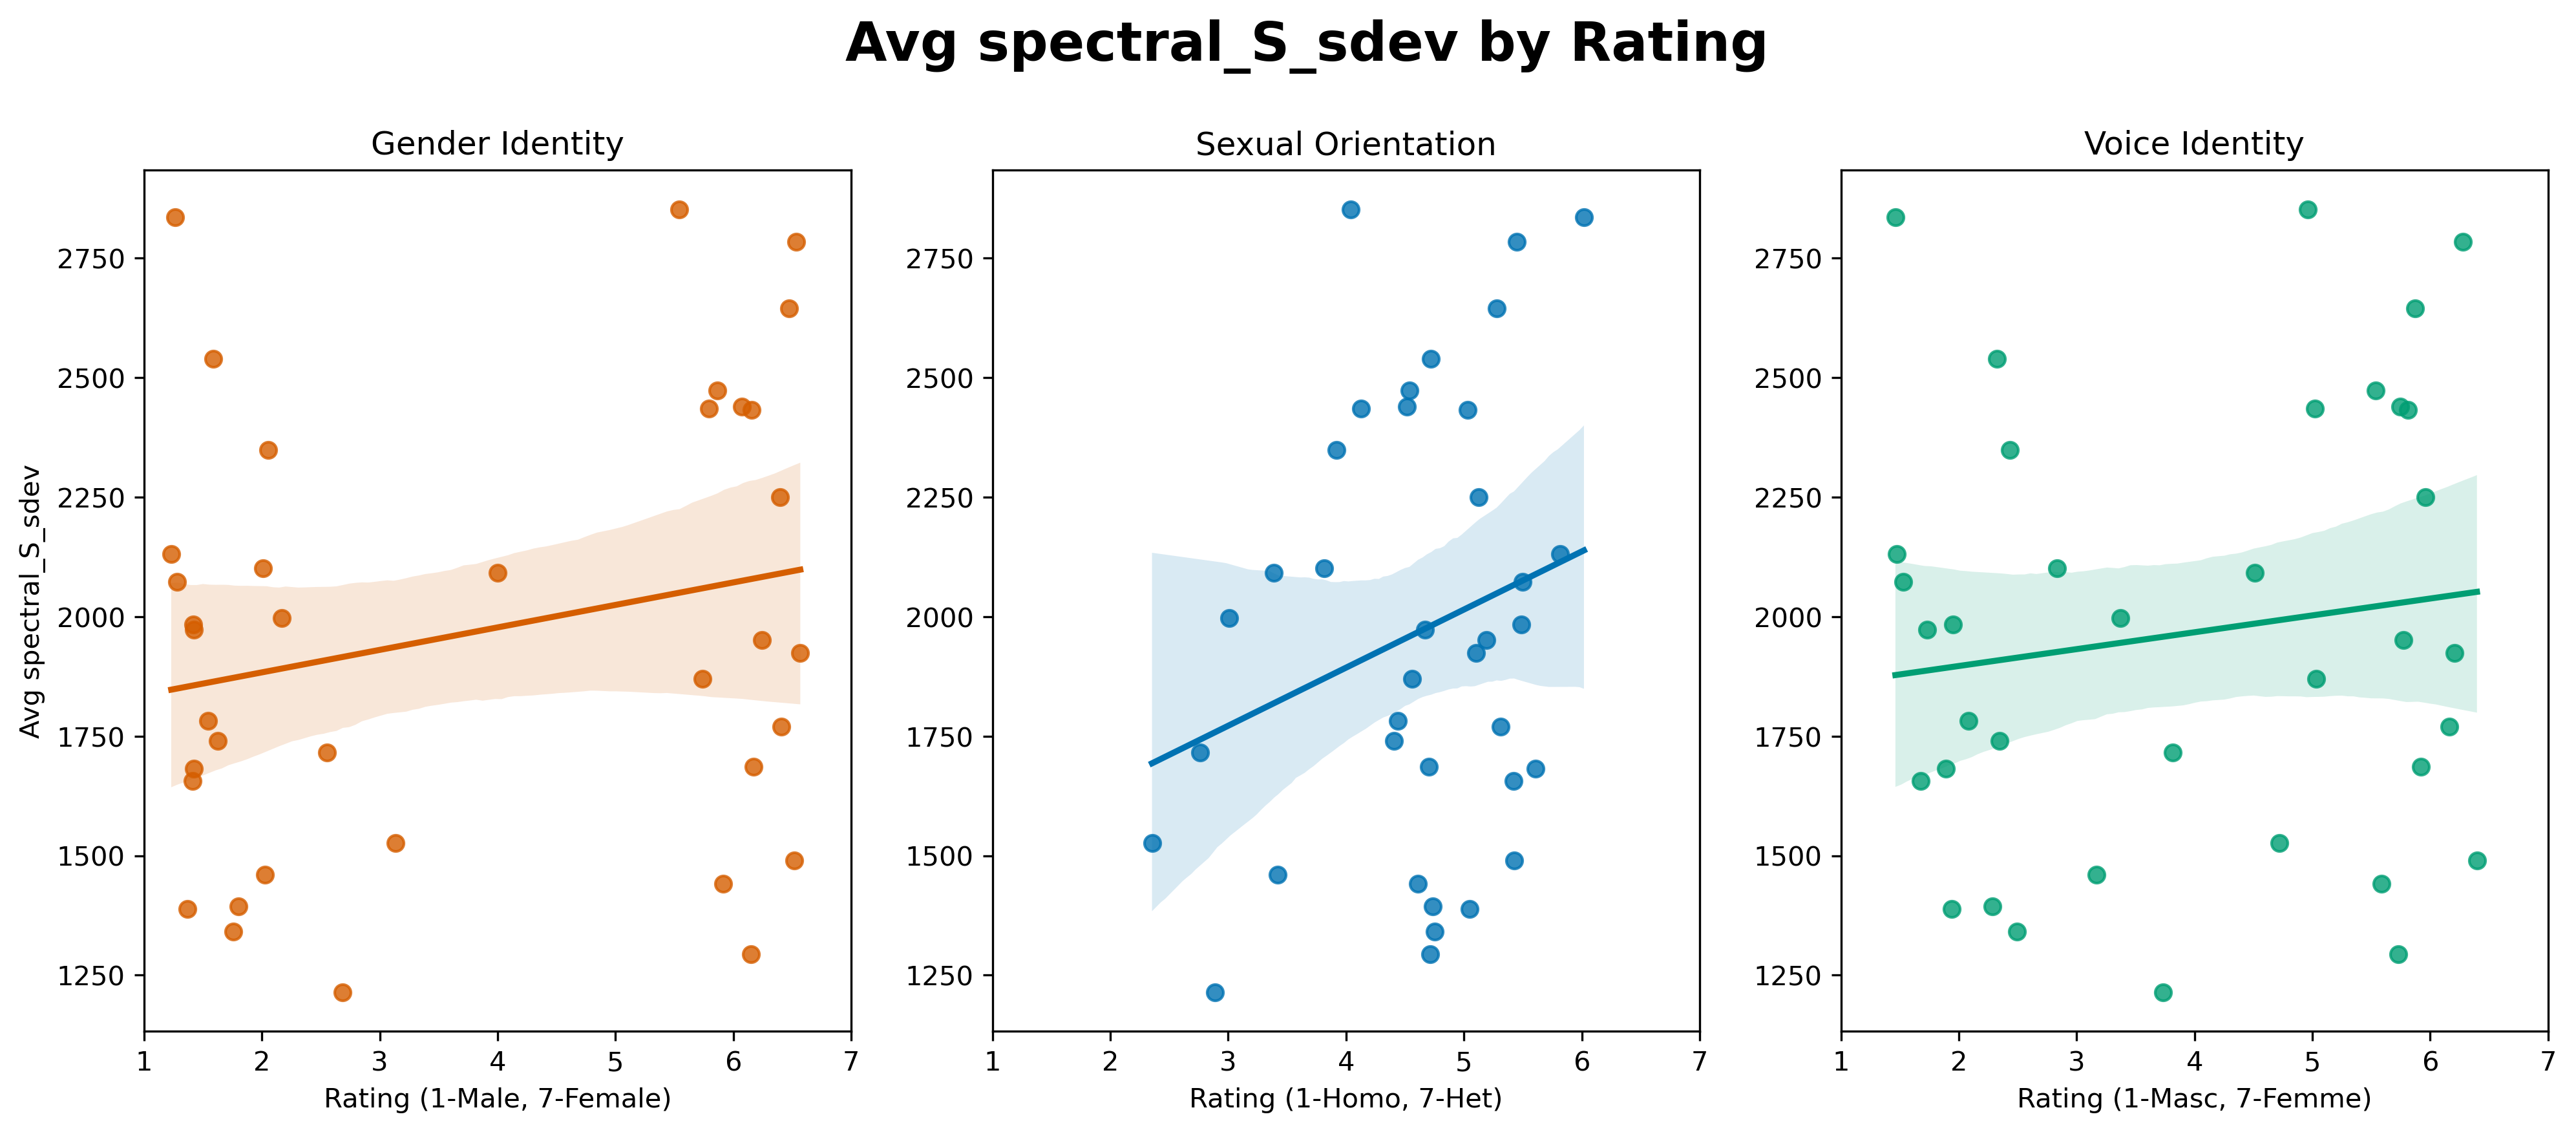 Avg spectral_S_sdev by Rating
Gender Identity
Avg spectral_S_sdev
2750
2500
2250
2000
1750
1500
1250
1 2 3 4 5 6 7
Rating (1-Male, 7-Female)
Sexual Orientation
2750
2500
2250
2000
1750
1500
1250
1 2 3 4 5 6 7
Rating (1-Homo, 7-Het)
Voice Identity
2750
2500
2250
2000
1750
1500
1250
1 2 3 4 5 6 7
Rating (1-Masc, 7-Femme)